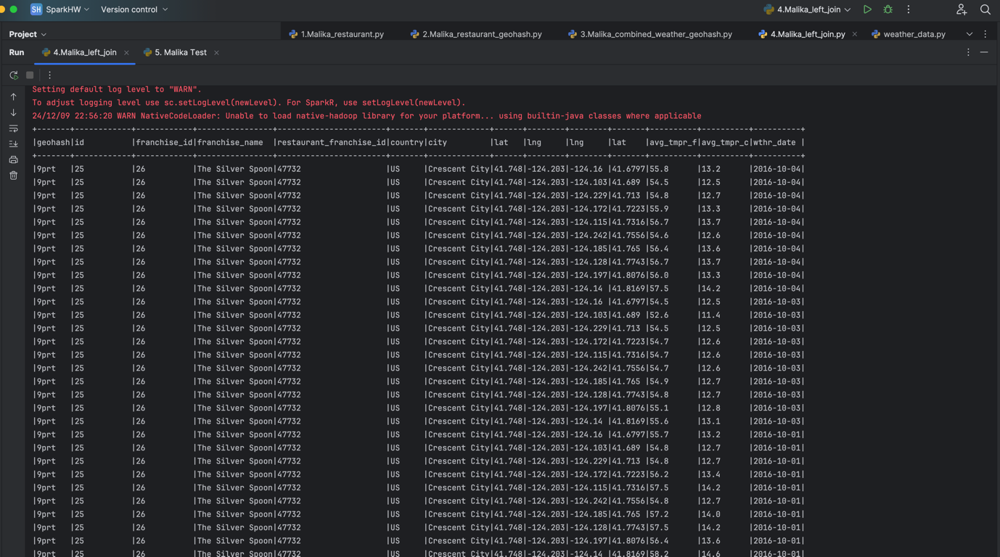 SH SparkHW Version control 4.Malika_left_join
Project 1.Malika_restaurant.py 2.Malika_restaurant_geohash.py 3.Malika_combined_weather_geohash.py 4.Malika_left_join.py weather_data.py
Run 4.Malika_left_join 5. Malika Test
Setting default log level to "WARN".
To adjust logging level use sc.setLogLevel(newLevel). For SparkR, use setLogLevel(newLevel).
24/12/09 22:56:20 WARN NativeCodeLoader: Unable to load native-hadoop library for your platform... using builtin-java classes where applicable
+-------+------------+------------+----------------+-----------------------+-------+-------------+------+--------+--------+-------+----------+----------+----------+
|geohash|id          |franchise_id|franchise_name  |restaurant_franchise_id|country|city         |lat   |lng     |lng     |lat    |avg_tmpr_f|avg_tmpr_c|wthr_date |
+-------+------------+------------+----------------+-----------------------+-------+-------------+------+--------+--------+-------+----------+----------+----------+
|9prt   |25          |26          |The Silver Spoon|47732                  |US     |Crescent City|41.748|-124.203|-124.16 |41.6797|55.8      |13.2      |2016-10-04|
|9prt   |25          |26          |The Silver Spoon|47732                  |US     |Crescent City|41.748|-124.203|-124.103|41.689 |54.5      |12.5      |2016-10-04|
|9prt   |25          |26          |The Silver Spoon|47732                  |US     |Crescent City|41.748|-124.203|-124.229|41.713 |54.8      |12.7      |2016-10-04|
|9prt   |25          |26          |The Silver Spoon|47732                  |US     |Crescent City|41.748|-124.203|-124.172|41.7223|55.9      |13.3      |2016-10-04|
|9prt   |25          |26          |The Silver Spoon|47732                  |US     |Crescent City|41.748|-124.203|-124.115|41.7316|56.7      |13.7      |2016-10-04|
|9prt   |25          |26          |The Silver Spoon|47732                  |US     |Crescent City|41.748|-124.203|-124.242|41.7556|54.6      |12.6      |2016-10-04|
|9prt   |25          |26          |The Silver Spoon|47732                  |US     |Crescent City|41.748|-124.203|-124.185|41.765 |56.4      |13.6      |2016-10-04|
|9prt   |25          |26          |The Silver Spoon|47732                  |US     |Crescent City|41.748|-124.203|-124.128|41.7743|56.7      |13.7      |2016-10-04|
|9prt   |25          |26          |The Silver Spoon|47732                  |US     |Crescent City|41.748|-124.203|-124.197|41.8076|56.0      |13.3      |2016-10-04|
|9prt   |25          |26          |The Silver Spoon|47732                  |US     |Crescent City|41.748|-124.203|-124.14 |41.8169|57.5      |14.2      |2016-10-04|
|9prt   |25          |26          |The Silver Spoon|47732                  |US     |Crescent City|41.748|-124.203|-124.16 |41.6797|54.5      |12.5      |2016-10-03|
|9prt   |25          |26          |The Silver Spoon|47732                  |US     |Crescent City|41.748|-124.203|-124.103|41.689 |52.6      |11.4      |2016-10-03|
|9prt   |25          |26          |The Silver Spoon|47732                  |US     |Crescent City|41.748|-124.203|-124.229|41.713 |54.5      |12.5      |2016-10-03|
|9prt   |25          |26          |The Silver Spoon|47732                  |US     |Crescent City|41.748|-124.203|-124.172|41.7223|54.7      |12.6      |2016-10-03|
|9prt   |25          |26          |The Silver Spoon|47732                  |US     |Crescent City|41.748|-124.203|-124.115|41.7316|54.7      |12.6      |2016-10-03|
|9prt   |25          |26          |The Silver Spoon|47732                  |US     |Crescent City|41.748|-124.203|-124.242|41.7556|54.7      |12.6      |2016-10-03|
|9prt   |25          |26          |The Silver Spoon|47732                  |US     |Crescent City|41.748|-124.203|-124.185|41.765 |54.9      |12.7      |2016-10-03|
|9prt   |25          |26          |The Silver Spoon|47732                  |US     |Crescent City|41.748|-124.203|-124.128|41.7743|54.8      |12.7      |2016-10-03|
|9prt   |25          |26          |The Silver Spoon|47732                  |US     |Crescent City|41.748|-124.203|-124.197|41.8076|55.1      |12.8      |2016-10-03|
|9prt   |25          |26          |The Silver Spoon|47732                  |US     |Crescent City|41.748|-124.203|-124.14 |41.8169|55.6      |13.1      |2016-10-03|
|9prt   |25          |26          |The Silver Spoon|47732                  |US     |Crescent City|41.748|-124.203|-124.16 |41.6797|55.7      |13.2      |2016-10-01|
|9prt   |25          |26          |The Silver Spoon|47732                  |US     |Crescent City|41.748|-124.203|-124.103|41.689 |54.8      |12.7      |2016-10-01|
|9prt   |25          |26          |The Silver Spoon|47732                  |US     |Crescent City|41.748|-124.203|-124.229|41.713 |54.8      |12.7      |2016-10-01|
|9prt   |25          |26          |The Silver Spoon|47732                  |US     |Crescent City|41.748|-124.203|-124.172|41.7223|56.2      |13.4      |2016-10-01|
|9prt   |25          |26          |The Silver Spoon|47732                  |US     |Crescent City|41.748|-124.203|-124.115|41.7316|57.5      |14.2      |2016-10-01|
|9prt   |25          |26          |The Silver Spoon|47732                  |US     |Crescent City|41.748|-124.203|-124.242|41.7556|54.8      |12.7      |2016-10-01|
|9prt   |25          |26          |The Silver Spoon|47732                  |US     |Crescent City|41.748|-124.203|-124.185|41.765 |57.2      |14.0      |2016-10-01|
|9prt   |25          |26          |The Silver Spoon|47732                  |US     |Crescent City|41.748|-124.203|-124.128|41.7743|57.5      |14.2      |2016-10-01|
|9prt   |25          |26          |The Silver Spoon|47732                  |US     |Crescent City|41.748|-124.203|-124.197|41.8076|56.4      |13.6      |2016-10-01|
|9prt   |25          |26          |The Silver Spoon|47732                  |US     |Crescent City|41.748|-124.203|-124.14 |41.8169|58.2      |14.6      |2016-10-01|